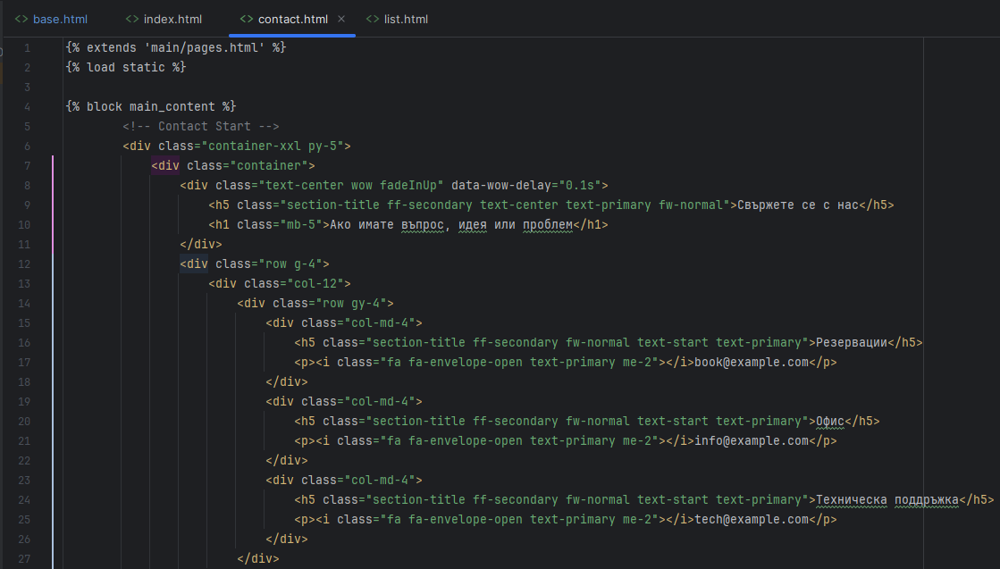 <> base.html <> index.html <> contact.html × <> list.html
1 {% extends 'main/pages.html' %}
2 {% load static %}
3
4 {% block main_content %}
5 <!-- Contact Start -->
6 <div class="container-xxl py-5">
7 <div class="container">
8 <div class="text-center wow fadeInUp" data-wow-delay="0.1s">
9 <h5 class="section-title ff-secondary text-center text-primary fw-normal">Свържете се с нас</h5>
10 <h1 class="mb-5">Ако имате въпрос, идея или проблем</h1>
11 </div>
12 <div class="row g-4">
13 <div class="col-12">
14 <div class="row gy-4">
15 <div class="col-md-4">
16 <h5 class="section-title ff-secondary fw-normal text-start text-primary">Резервации</h5>
17 <p><i class="fa fa-envelope-open text-primary me-2"></i>book@example.com</p>
18 </div>
19 <div class="col-md-4">
20 <h5 class="section-title ff-secondary fw-normal text-start text-primary">Офис</h5>
21 <p><i class="fa fa-envelope-open text-primary me-2"></i>info@example.com</p>
22 </div>
23 <div class="col-md-4">
24 <h5 class="section-title ff-secondary fw-normal text-start text-primary">Техническа поддръжка</h5>
25 <p><i class="fa fa-envelope-open text-primary me-2"></i>tech@example.com</p>
26 </div>
27 </div>